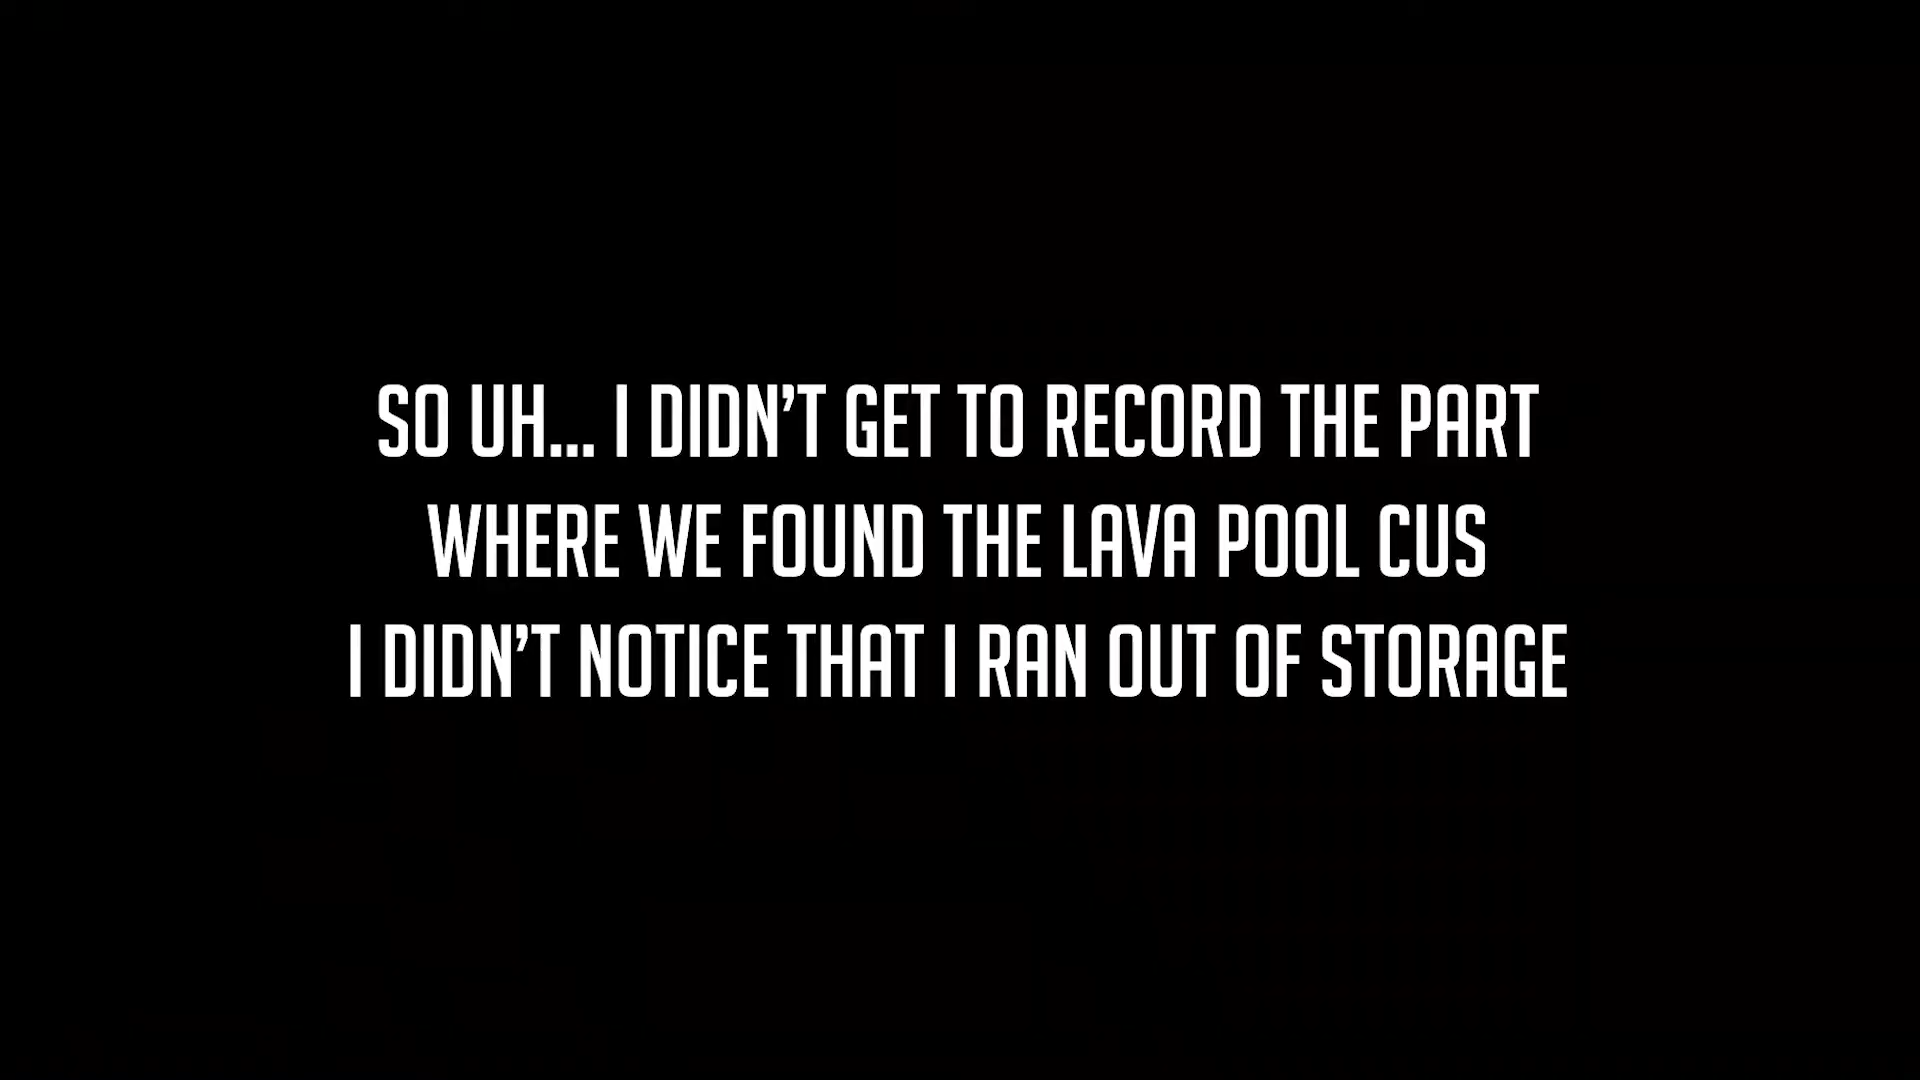 SO UH... I DIDN'T GET TO RECORD THE PART
WHERE WE FOUND THE LAVA POOL CUS
I DIDN'T NOTICE THAT I RAN OUT OF STORAGE